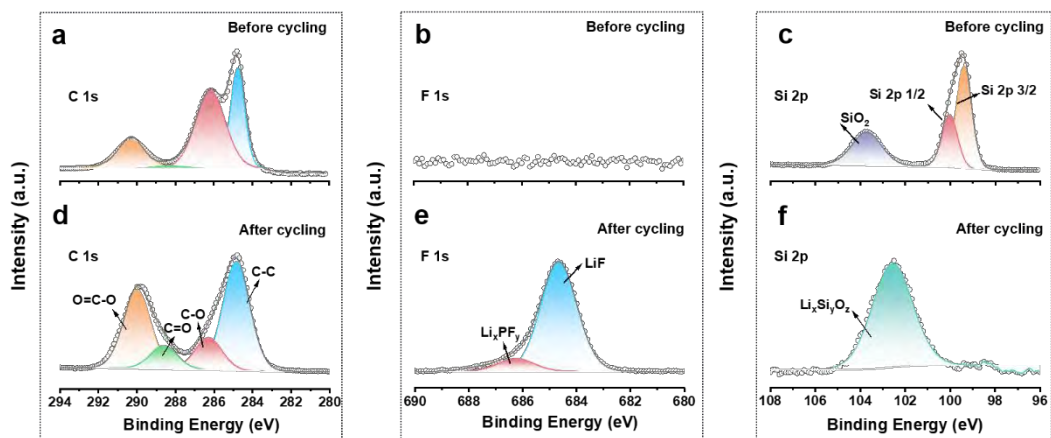 a
Before cycling
C 1s
b
Before cycling
F 1s
c
Before cycling
Si 2p
Si 2p 1/2
Si 2p 3/2
SiO₂
Intensity (a.u.)
Intensity (a.u.)
Intensity (a.u.)
d
After cycling
C 1s
O=C-O
C=O
C-O
C-C
294 292 290 288 286 284 282 280
Binding Energy (eV)
e
After cycling
F 1s
LiF
LiₓPFᵧ
690 688 686 684 682 680
Binding Energy (eV)
f
After cycling
Si 2p
LiₓSiᵧO_z
108 106 104 102 100 98 96
Binding Energy (eV)